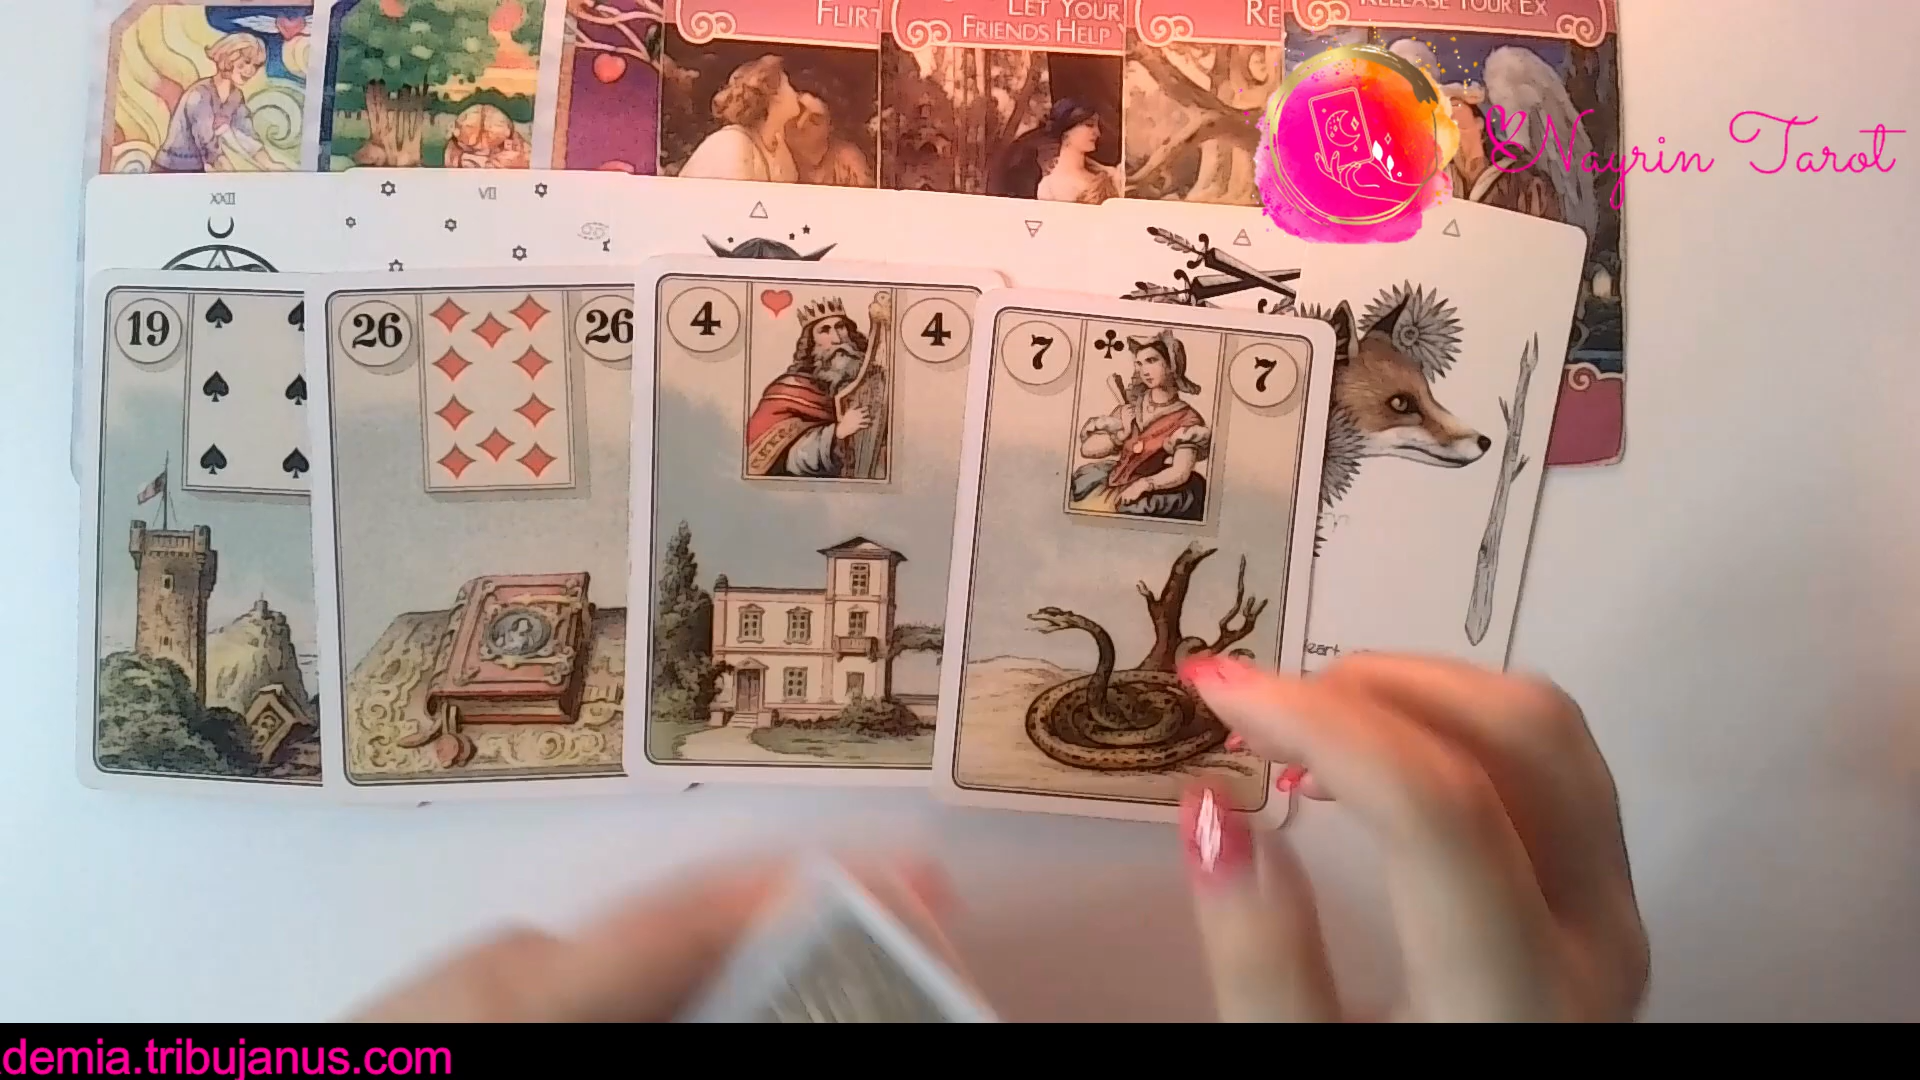 FLIRT
LET YOUR
FRIENDS HELP
RE
RELEASE YOUR EX
Nayrin Tarot
XXII
VII
19
26
26
4
4
7
7
demia.tribujanus.com